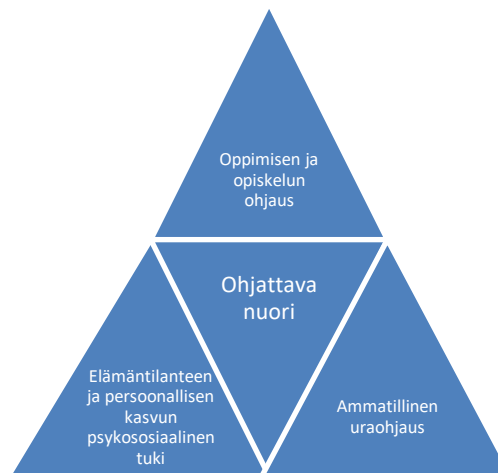 Oppimisen ja
opiskelun
ohjaus
Ohjattava
nuori
Elämäntilanteen
ja persoonallisen
kasvun
psykososiaalinen
tuki
Ammatillinen
uraohjaus